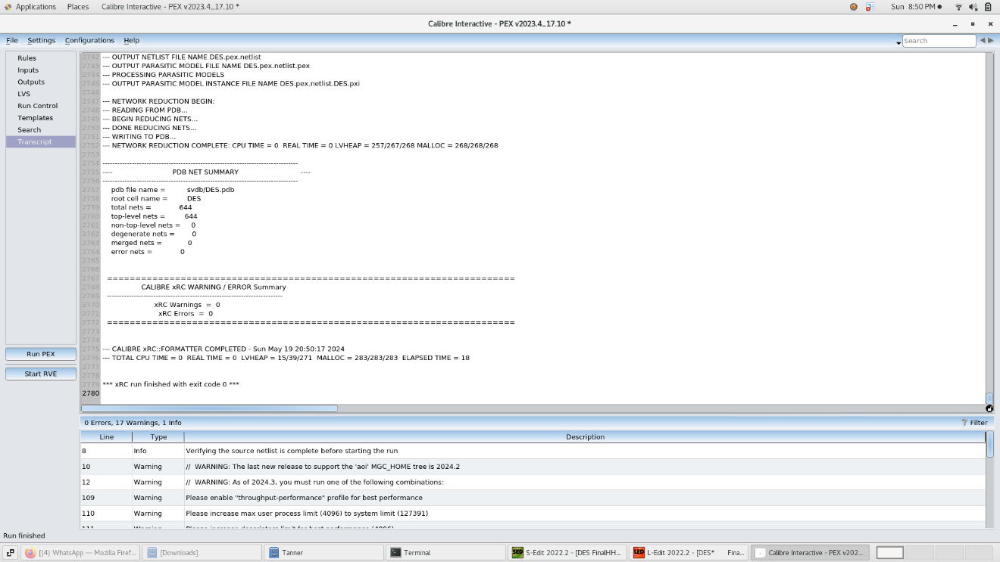 Applications Places Calibre Interactive - PEX v2023.4_17.10 * Sun 8:50 PM
Calibre Interactive - PEX v2023.4_17.10 *
File Settings Configurations Help Search
Rules
Inputs
Outputs
LVS
Run Control
Templates
Search
Transcript
Run PEX
Start RVE
2742 --- OUTPUT NETLIST FILE NAME DES.pex.netlist
2743 --- OUTPUT PARASITIC MODEL FILE NAME DES.pex.netlist.pex
2744 --- PROCESSING PARASITIC MODELS
2745 --- OUTPUT PARASITIC MODEL INSTANCE FILE NAME DES.pex.netlist.DES.pxi
2746
2747 --- NETWORK REDUCTION BEGIN:
2748 --- READING FROM PDB...
2749 --- BEGIN REDUCING NETS...
2750 --- DONE REDUCING NETS...
2751 --- WRITING TO PDB...
2752 --- NETWORK REDUCTION COMPLETE: CPU TIME = 0 REAL TIME = 0 LVHEAP = 257/267/268 MALLOC = 268/268/268
2753
2754 --------------------------------------------------------------------------------
2755 ---- PDB NET SUMMARY ----
2756 --------------------------------------------------------------------------------
2757 pdb file name = svdb/DES.pdb
2758 root cell name = DES
2759 total nets = 644
2760 top-level nets = 644
2761 non-top-level nets = 0
2762 degenerate nets = 0
2763 merged nets = 0
2764 error nets = 0
2765
2766
2767 ========================================================================
2768 CALIBRE xRC WARNING / ERROR Summary
2769 ------------------------------------------------------------------------
2770 xRC Warnings = 0
2771 xRC Errors = 0
2772 ========================================================================
2773
2774
2775 --- CALIBRE xRC::FORMATTER COMPLETED - Sun May 19 20:50:17 2024
2776 --- TOTAL CPU TIME = 0 REAL TIME = 0 LVHEAP = 15/39/271 MALLOC = 283/283/283 ELAPSED TIME = 18
2777
2778
2779 *** xRC run finished with exit code 0 ***
2780
0 Errors, 17 Warnings, 1 Info Filter
Line Type Description
8 Info Verifying the source netlist is complete before starting the run
10 Warning // WARNING: The last new release to support the 'aoi' MGC_HOME tree is 2024.2
12 Warning // WARNING: As of 2024.3, you must run one of the following combinations:
109 Warning Please enable "throughput-performance" profile for best performance
110 Warning Please increase max user process limit (4096) to system limit (127391)
111 Warning Please increase descriptors limit for best performance (4096)
Run finished
[(4) WhatsApp — Mozilla Firef... [Downloads] Tanner Terminal S-Edit 2022.2 - [DES FinalHH... L-Edit 2022.2 - [DES* Fina... Calibre Interactive - PEX v202...